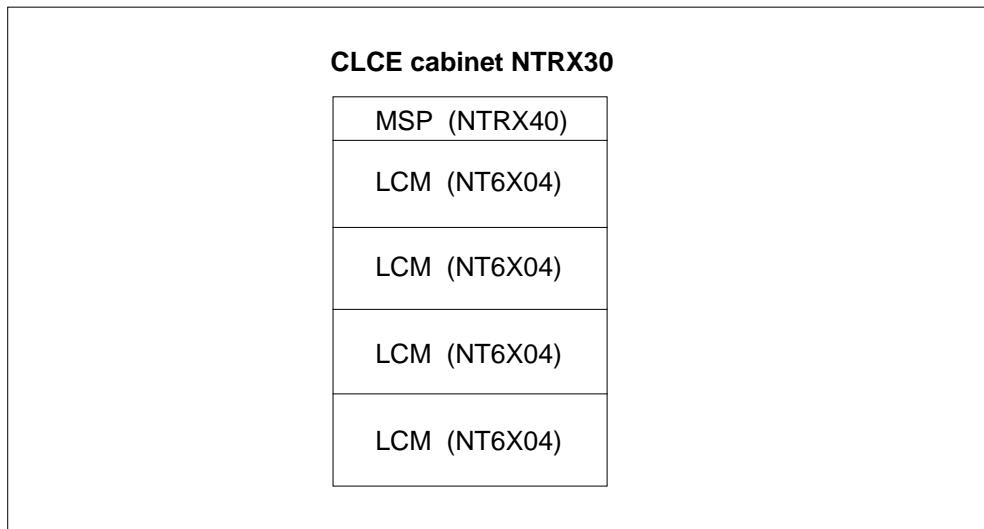 CLCE cabinet NTRX30
MSP (NTRX40)
LCM (NT6X04)
LCM (NT6X04)
LCM (NT6X04)
LCM (NT6X04)